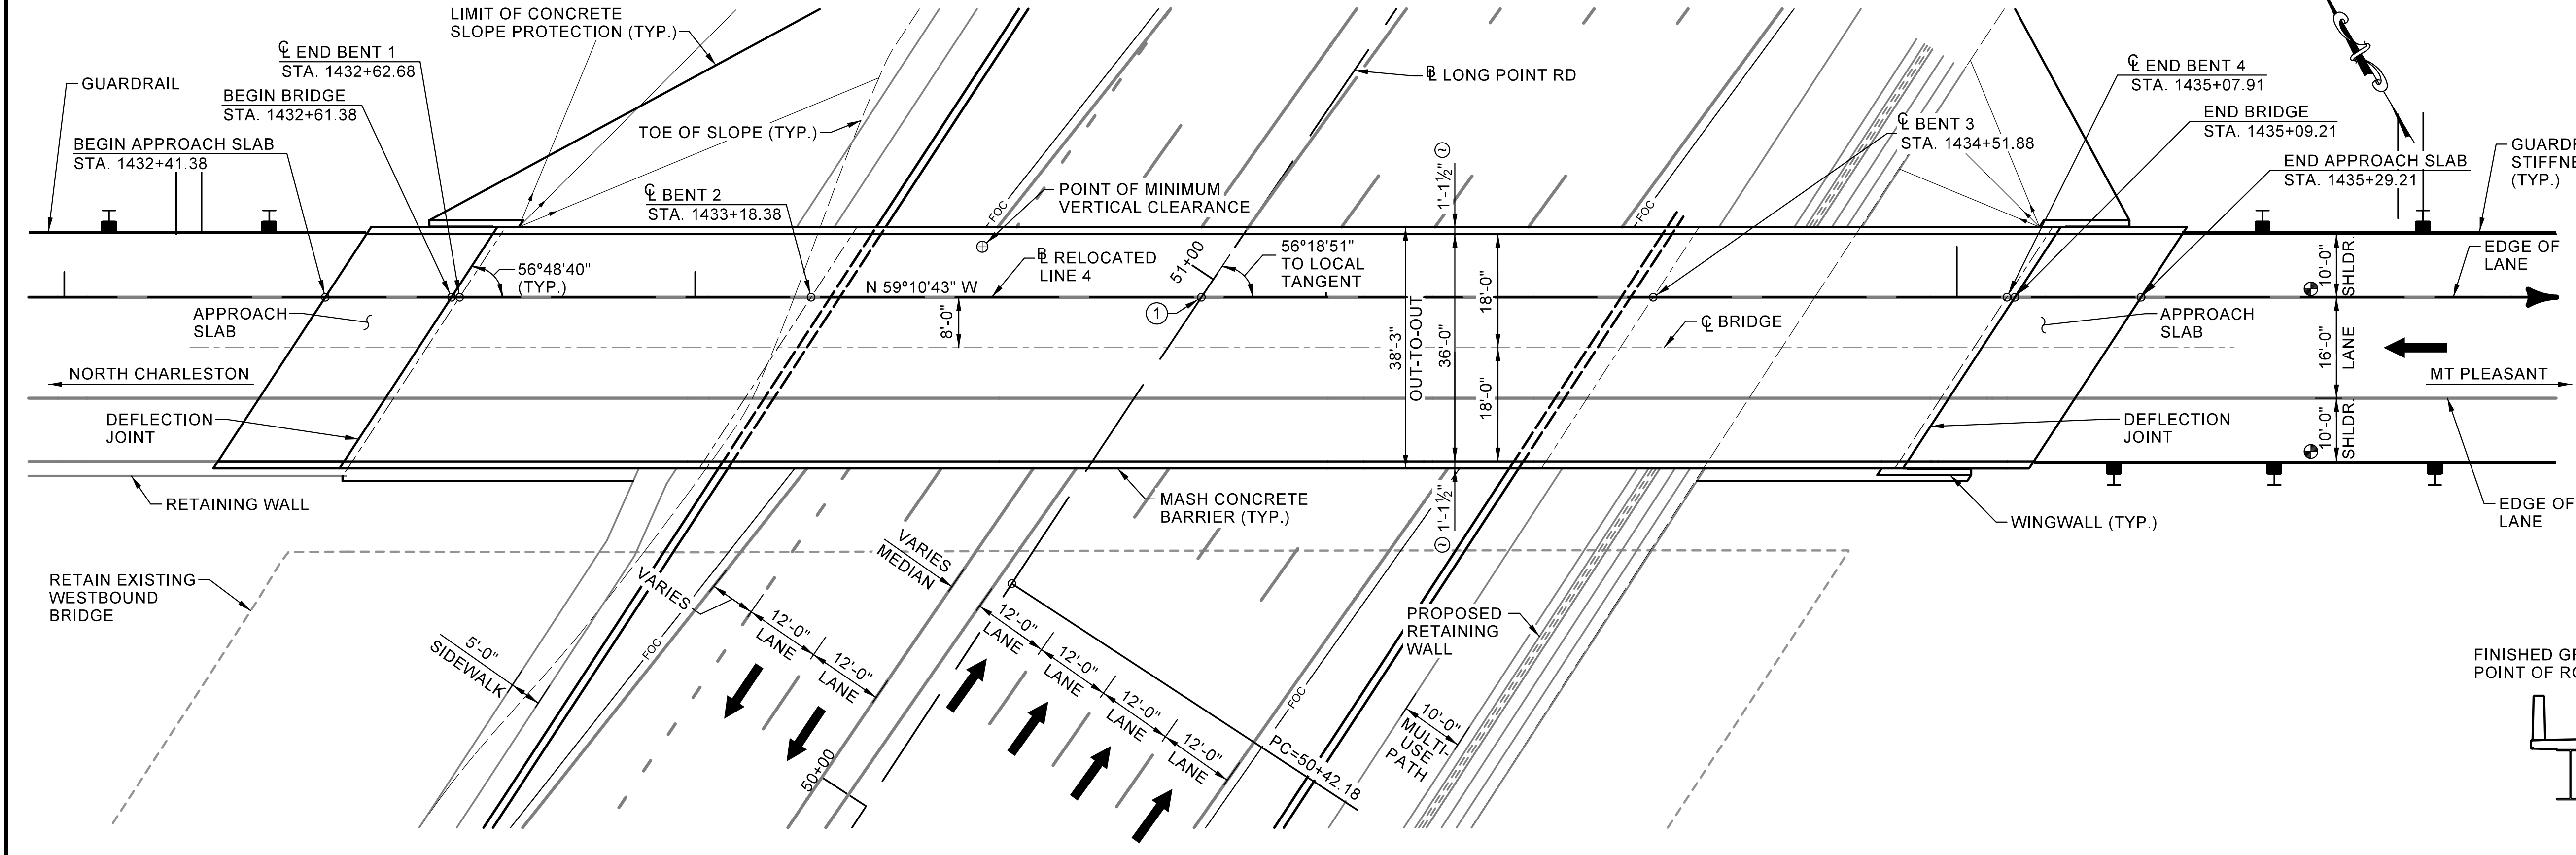 LIMIT OF CONCRETE
SLOPE PROTECTION (TYP.)
℄ END BENT 1
STA. 1432+62.68
GUARDRAIL
BEGIN BRIDGE
STA. 1432+61.38
BEGIN APPROACH SLAB
STA. 1432+41.38
TOE OF SLOPE (TYP.)
℄ BENT 2
STA. 1433+18.38
FOC
POINT OF MINIMUM
VERTICAL CLEARANCE
BL LONG POINT RD
1'-1½" ~
FOC
℄ BENT 3
STA. 1434+51.88
℄ END BENT 4
STA. 1435+07.91
END BRIDGE
STA. 1435+09.21
END APPROACH SLAB
STA. 1435+29.21
GUARDR
STIFFNE
(TYP.)
56º48'40"
(TYP.)
BL RELOCATED
LINE 4
N 59º10'43" W
8'-0"
51+00
56º18'51"
TO LOCAL
TANGENT
1
APPROACH
SLAB
38'-3"
OUT-TO-OUT
36'-0"
18'-0"
18'-0"
℄ BRIDGE
APPROACH
SLAB
10'-0"
SHLDR.
16'-0"
LANE
10'-0"
SHLDR.
EDGE OF
LANE
NORTH CHARLESTON
MT PLEASANT
DEFLECTION
JOINT
DEFLECTION
JOINT
RETAINING WALL
MASH CONCRETE
BARRIER (TYP.)
1'-1½" ~
WINGWALL (TYP.)
EDGE OF
LANE
RETAIN EXISTING
WESTBOUND
BRIDGE
5'-0"
SIDEWALK
FOC
VARIES
12'-0"
LANE
12'-0"
LANE
VARIES
MEDIAN
50+00
12'-0"
LANE
12'-0"
LANE
12'-0"
LANE
12'-0"
LANE
PC=50+42.18
FOC
PROPOSED
RETAINING
WALL
10'-0"
MULTI-
USE
PATH
FINISHED GR
POINT OF RO